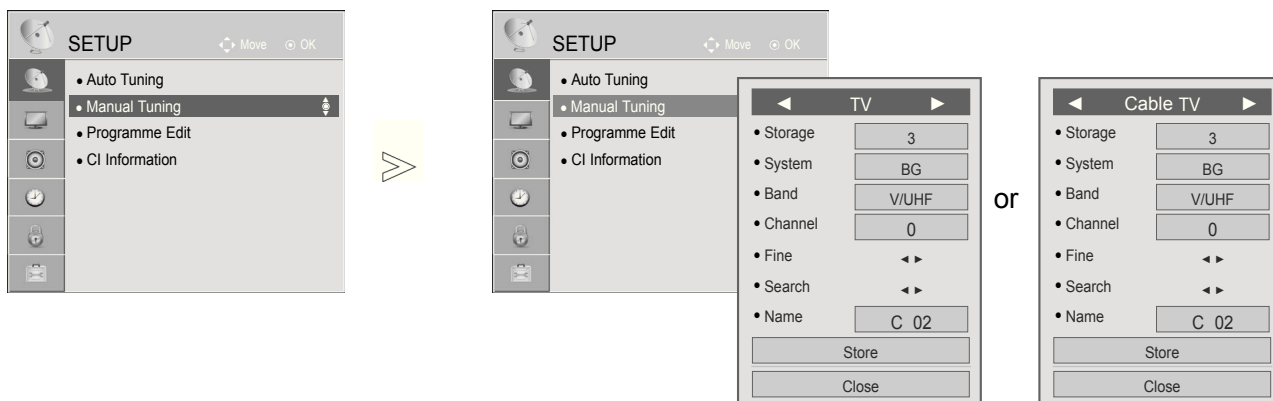 SETUP Move OK
• Auto Tuning
• Manual Tuning
• Programme Edit
• CI Information
SETUP Move OK
• Auto Tuning
• Manual Tuning
• Programme Edit
• CI Information
◄ TV ►
• Storage 3
• System BG
• Band V/UHF
• Channel 0
• Fine ◄ ►
• Search ◄ ►
• Name C 02
Store
Close
or
◄ Cable TV ►
• Storage 3
• System BG
• Band V/UHF
• Channel 0
• Fine ◄ ►
• Search ◄ ►
• Name C 02
Store
Close